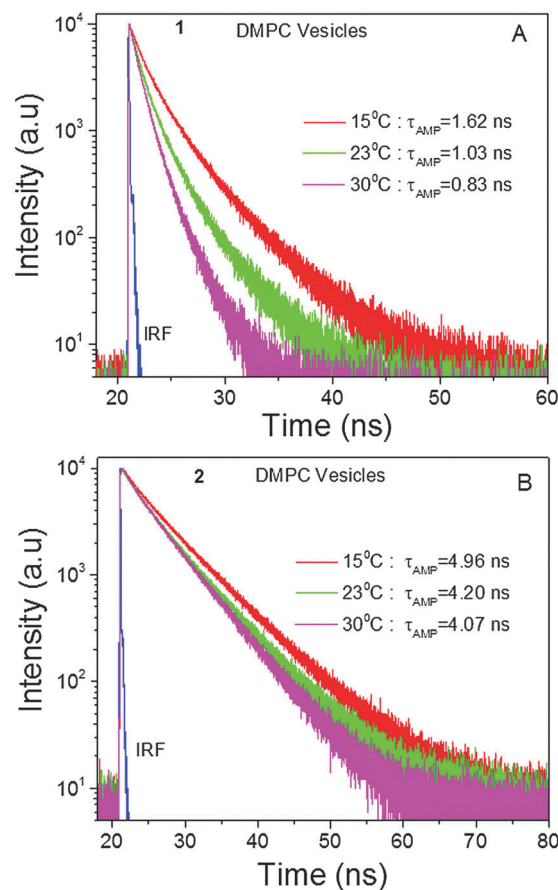 1 DMPC Vesicles A
15⁰C : τAMP=1.62 ns
23⁰C : τAMP=1.03 ns
30⁰C : τAMP=0.83 ns
IRF
Intensity (a.u)
10⁴
10³
10²
10¹
20 30 40 50 60
Time (ns)
2 DMPC Vesicles B
15⁰C : τAMP=4.96 ns
23⁰C : τAMP=4.20 ns
30⁰C : τAMP=4.07 ns
IRF
Intensity (a.u)
10⁴
10³
10²
10¹
20 30 40 50 60 70 80
Time (ns)